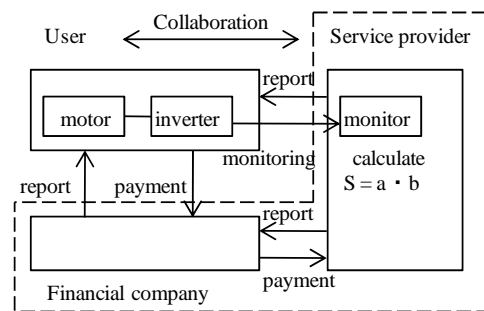 User
Collaboration
Service provider
report
motor
inverter
monitor
monitoring
calculate
S = a・b
report
payment
report
payment
Financial company